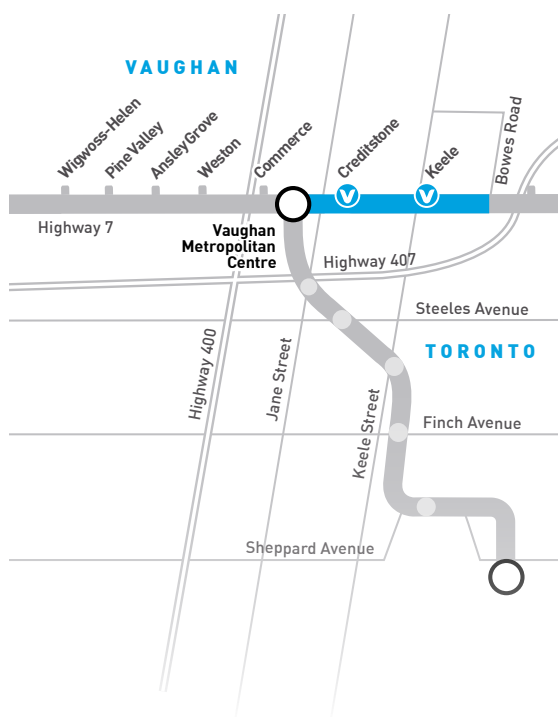 VAUGHAN
Wigwoss-Helen
Pine Valley
Ansley Grove
Weston
Commerce
Creditstone
Keele
Bowes Road
V
V
Highway 7
Vaughan
Metropolitan
Centre
Highway 407
Steeles Avenue
TORONTO
Highway 400
Jane Street
Keele Street
Finch Avenue
Sheppard Avenue